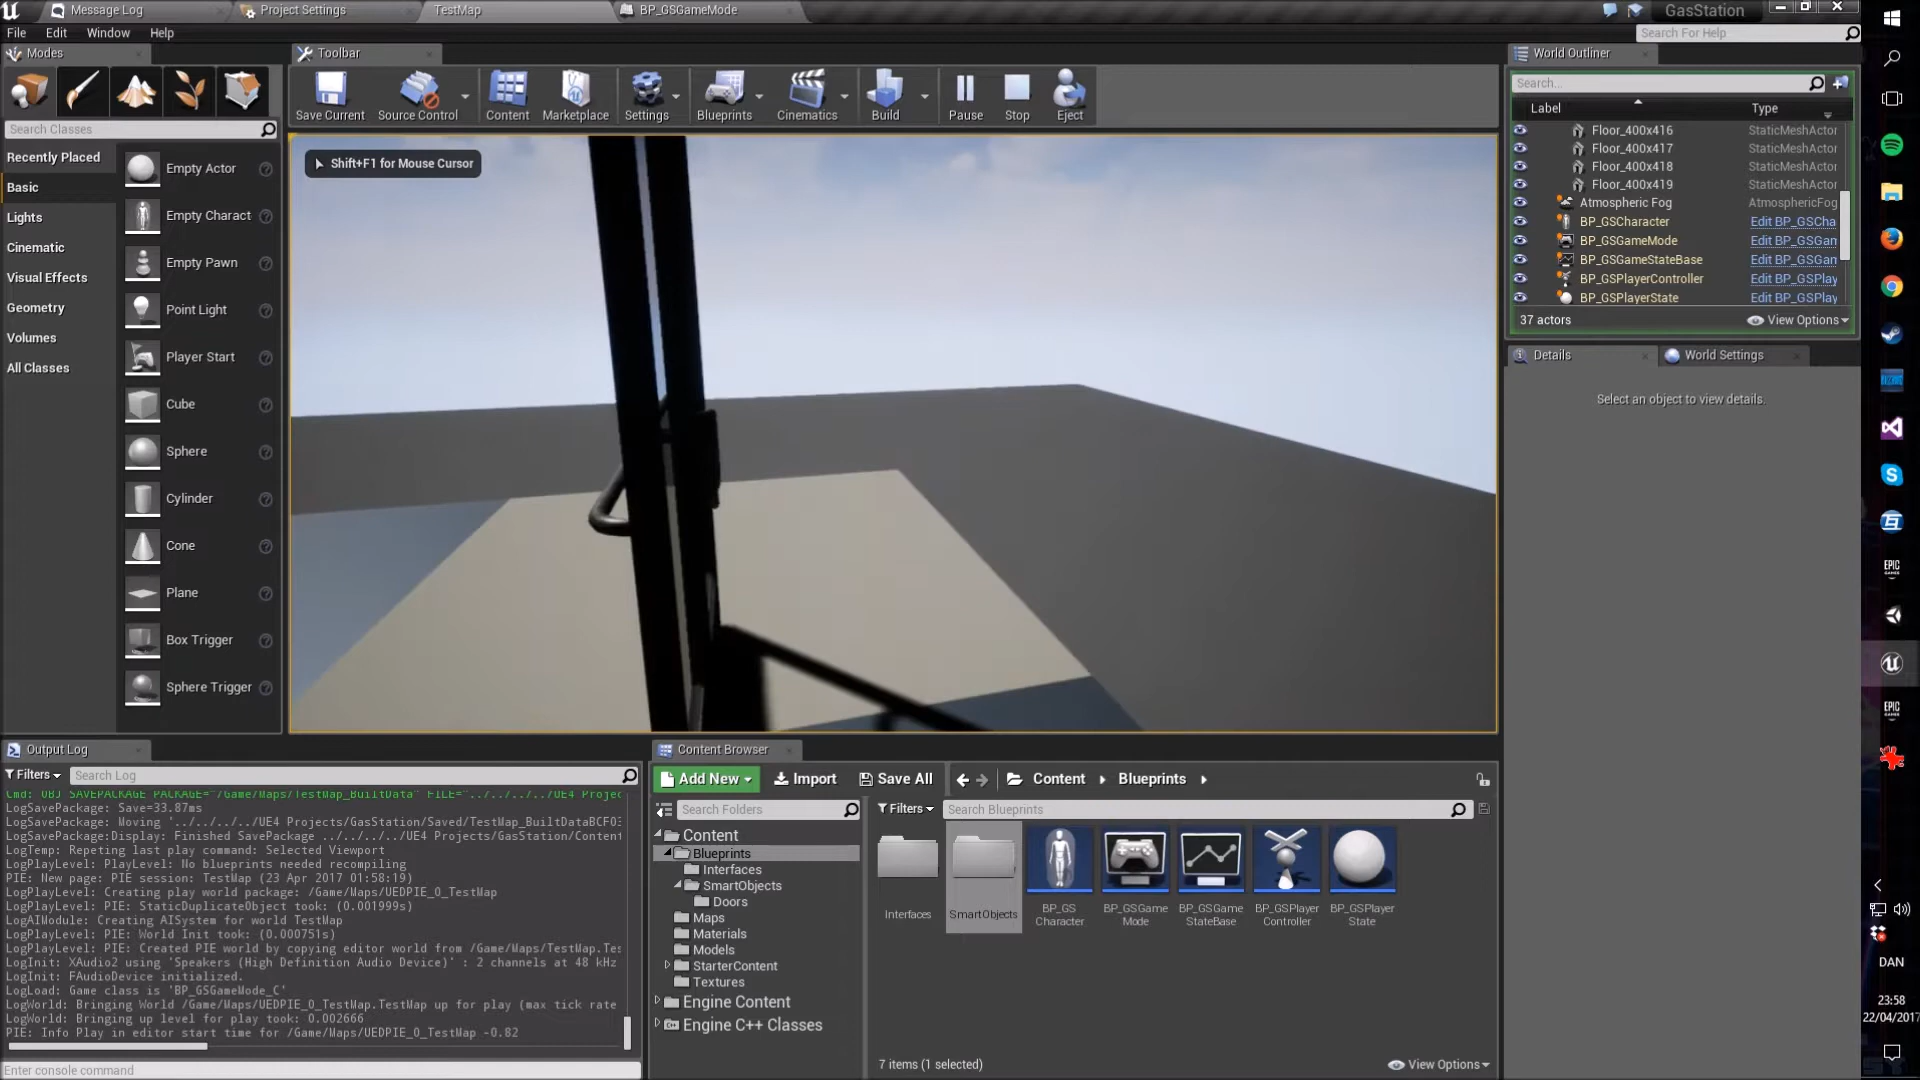 Message Log
Project Settings
TestMap
BP_GSGameMode
GasStation
File
Edit
Window
Help
Search For Help
Modes
Toolbar
World Outliner
Save Current
Source Control
Content
Marketplace
Settings
Blueprints
Cinematics
Build
Pause
Stop
Eject
Search Classes
Recently Placed
Basic
Lights
Cinematic
Visual Effects
Geometry
Volumes
All Classes
Empty Actor
Empty Charact
Empty Pawn
Point Light
Player Start
Cube
Sphere
Cylinder
Cone
Plane
Box Trigger
Sphere Trigger
Shift+F1 for Mouse Cursor
Search...
Label
Type
Floor_400x416
StaticMeshActor
Floor_400x417
StaticMeshActor
Floor_400x418
StaticMeshActor
Floor_400x419
StaticMeshActor
Atmospheric Fog
AtmosphericFog
BP_GSCharacter
Edit BP_GSCha
BP_GSGameMode
Edit BP_GSGan
BP_GSGameStateBase
Edit BP_GSGan
BP_GSPlayerController
Edit BP_GSPlay
BP_GSPlayerState
Edit BP_GSPlay
37 actors
View Options
Details
World Settings
Select an object to view details.
Output Log
Filters
Search Log
Cmd: OBJ SAVEPACKAGE PACKAGE="/Game/Maps/TestMap_BuiltData" FILE="../../../../UE4 Projec
LogSavePackage: Save=33.87ms
LogSavePackage: Moving '../../../../UE4 Projects/GasStation/Saved/TestMap_BuiltDataBCF03
LogSavePackage:Display: Finished SavePackage ../../../../UE4 Projects/GasStation/Content
LogTemp: Repeting last play command: Selected Viewport
LogPlayLevel: PlayLevel: No blueprints needed recompiling
PIE: New page: PIE session: TestMap (23 Apr 2017 01:58:19)
LogPlayLevel: Creating play world package: /Game/Maps/UEDPIE_0_TestMap
LogPlayLevel: PIE: StaticDuplicateObject took: (0.001999s)
LogAIModule: Creating AISystem for world TestMap
LogPlayLevel: PIE: World Init took: (0.000751s)
LogPlayLevel: PIE: Created PIE world by copying editor world from /Game/Maps/TestMap.Tes
LogInit: XAudio2 using 'Speakers (High Definition Audio Device)' : 2 channels at 48 kHz
LogInit: FAudioDevice initialized.
LogLoad: Game class is 'BP_GSGameMode_C'
LogWorld: Bringing World /Game/Maps/UEDPIE_0_TestMap.TestMap up for play (max tick rate
LogWorld: Bringing up level for play took: 0.002666
PIE: Info Play in editor start time for /Game/Maps/UEDPIE_0_TestMap -0.82
Enter console command
Content Browser
Add New
Import
Save All
Content
Blueprints
Search Folders
Filters
Search Blueprints
Content
Blueprints
Interfaces
SmartObjects
Doors
Maps
Materials
Models
StarterContent
Textures
Engine Content
Engine C++ Classes
Interfaces
SmartObjects
BP_GS
Character
BP_GSGame
Mode
BP_GSGame
StateBase
BP_GSPlayer
Controller
BP_GSPlayer
State
7 items (1 selected)
View Options
EPIC
EPIC
DAN
23:58
22/04/2017